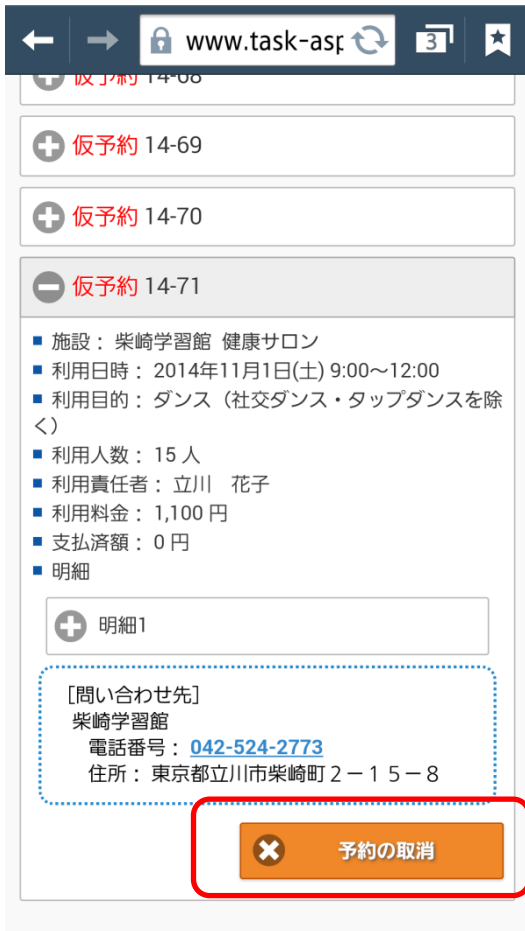 www.task-asp
3
仮予約 14-68
仮予約 14-69
仮予約 14-70
仮予約 14-71
施設： 柴崎学習館 健康サロン
利用日時： 2014年11月1日(土) 9:00～12:00
利用目的： ダンス（社交ダンス・タップダンスを除
く）
利用人数： 15 人
利用責任者： 立川　花子
利用料金： 1,100 円
支払済額： 0 円
明細
明細1
［問い合わせ先］
柴崎学習館
電話番号： 042-524-2773
住所： 東京都立川市柴崎町２－１５－８
予約の取消